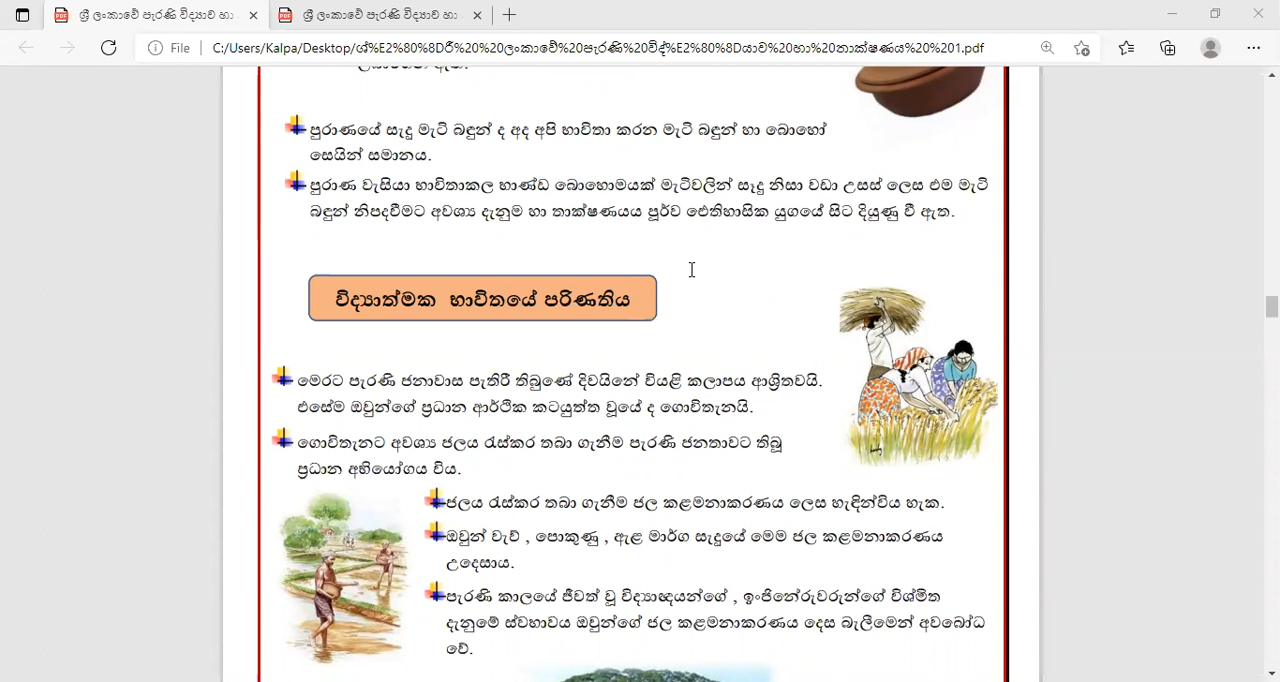 ශ්‍රී ලංකාවේ පැරණි විද්‍යාව හා
ශ්‍රී ලංකාවේ පැරණි විද්‍යාව හා
File
C:/Users/Kalpa/Desktop/ශ්%E2%80%8Dරී%20%20ලංකාවේ%20පැරණි%20විද්%E2%80%8Dයාව%20හා%20තාක්ෂණය%20%201.pdf
පුරාණයේ සැදූ මැටි බඳුන් ද අද අපි භාවිතා කරන මැටි බඳුන් හා බොහෝ
සෙයින් සමානය.
පුරාණ වැසියා භාවිතාකල භාණ්ඩ බොහොමයක් මැටිවලින් සෑදු නිසා වඩා උසස් ලෙස එම මැටි
බඳුන් නිපදවීමට අවශ්‍ය දැනුම හා තාක්ෂණයය පූර්ව ඓතිහාසික යුගයේ සිට දියුණු වී ඇත.
විද්‍යාත්මක භාවිතයේ පරිණතිය
මෙරට පැරණි ජනාවාස පැතිරී තිබුණේ දිවයිනේ වියළි කලාපය ආශ්‍රිතවයි.
එසේම ඔවුන්ගේ ප්‍රධාන ආර්ථික කටයුත්ත වූයේ ද ගොවිතැනයි.
ගොවිතැනට අවශ්‍ය ජලය රැස්කර තබා ගැනීම පැරණි ජනතාවට තිබූ
ප්‍රධාන අභියෝගය විය.
ජලය රැස්කර තබා ගැනීම ජල කළමනාකරණය ලෙස හැඳින්විය හැක.
ඔවුන් වැව් , පොකුණු , ඇළ මාර්ග සැදුයේ මෙම ජල කළමනාකරණය
උදෙසාය.
පැරණි කාලයේ ජීවත් වූ විද්‍යාඥයන්ගේ , ඉංජිනේරුවරුන්ගේ විශ්මිත
දැනුමේ ස්වභාවය ඔවුන්ගේ ජල කළමනාකරණය දෙස බැලීමෙන් අවබෝධ
වේ.